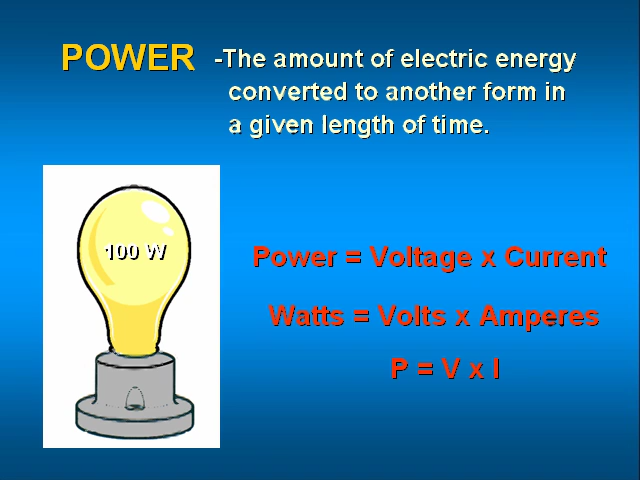 POWER -The amount of electric energy
converted to another form in
a given length of time.
100 W
Power = Voltage x Current
Watts = Volts x Amperes
P = V x I